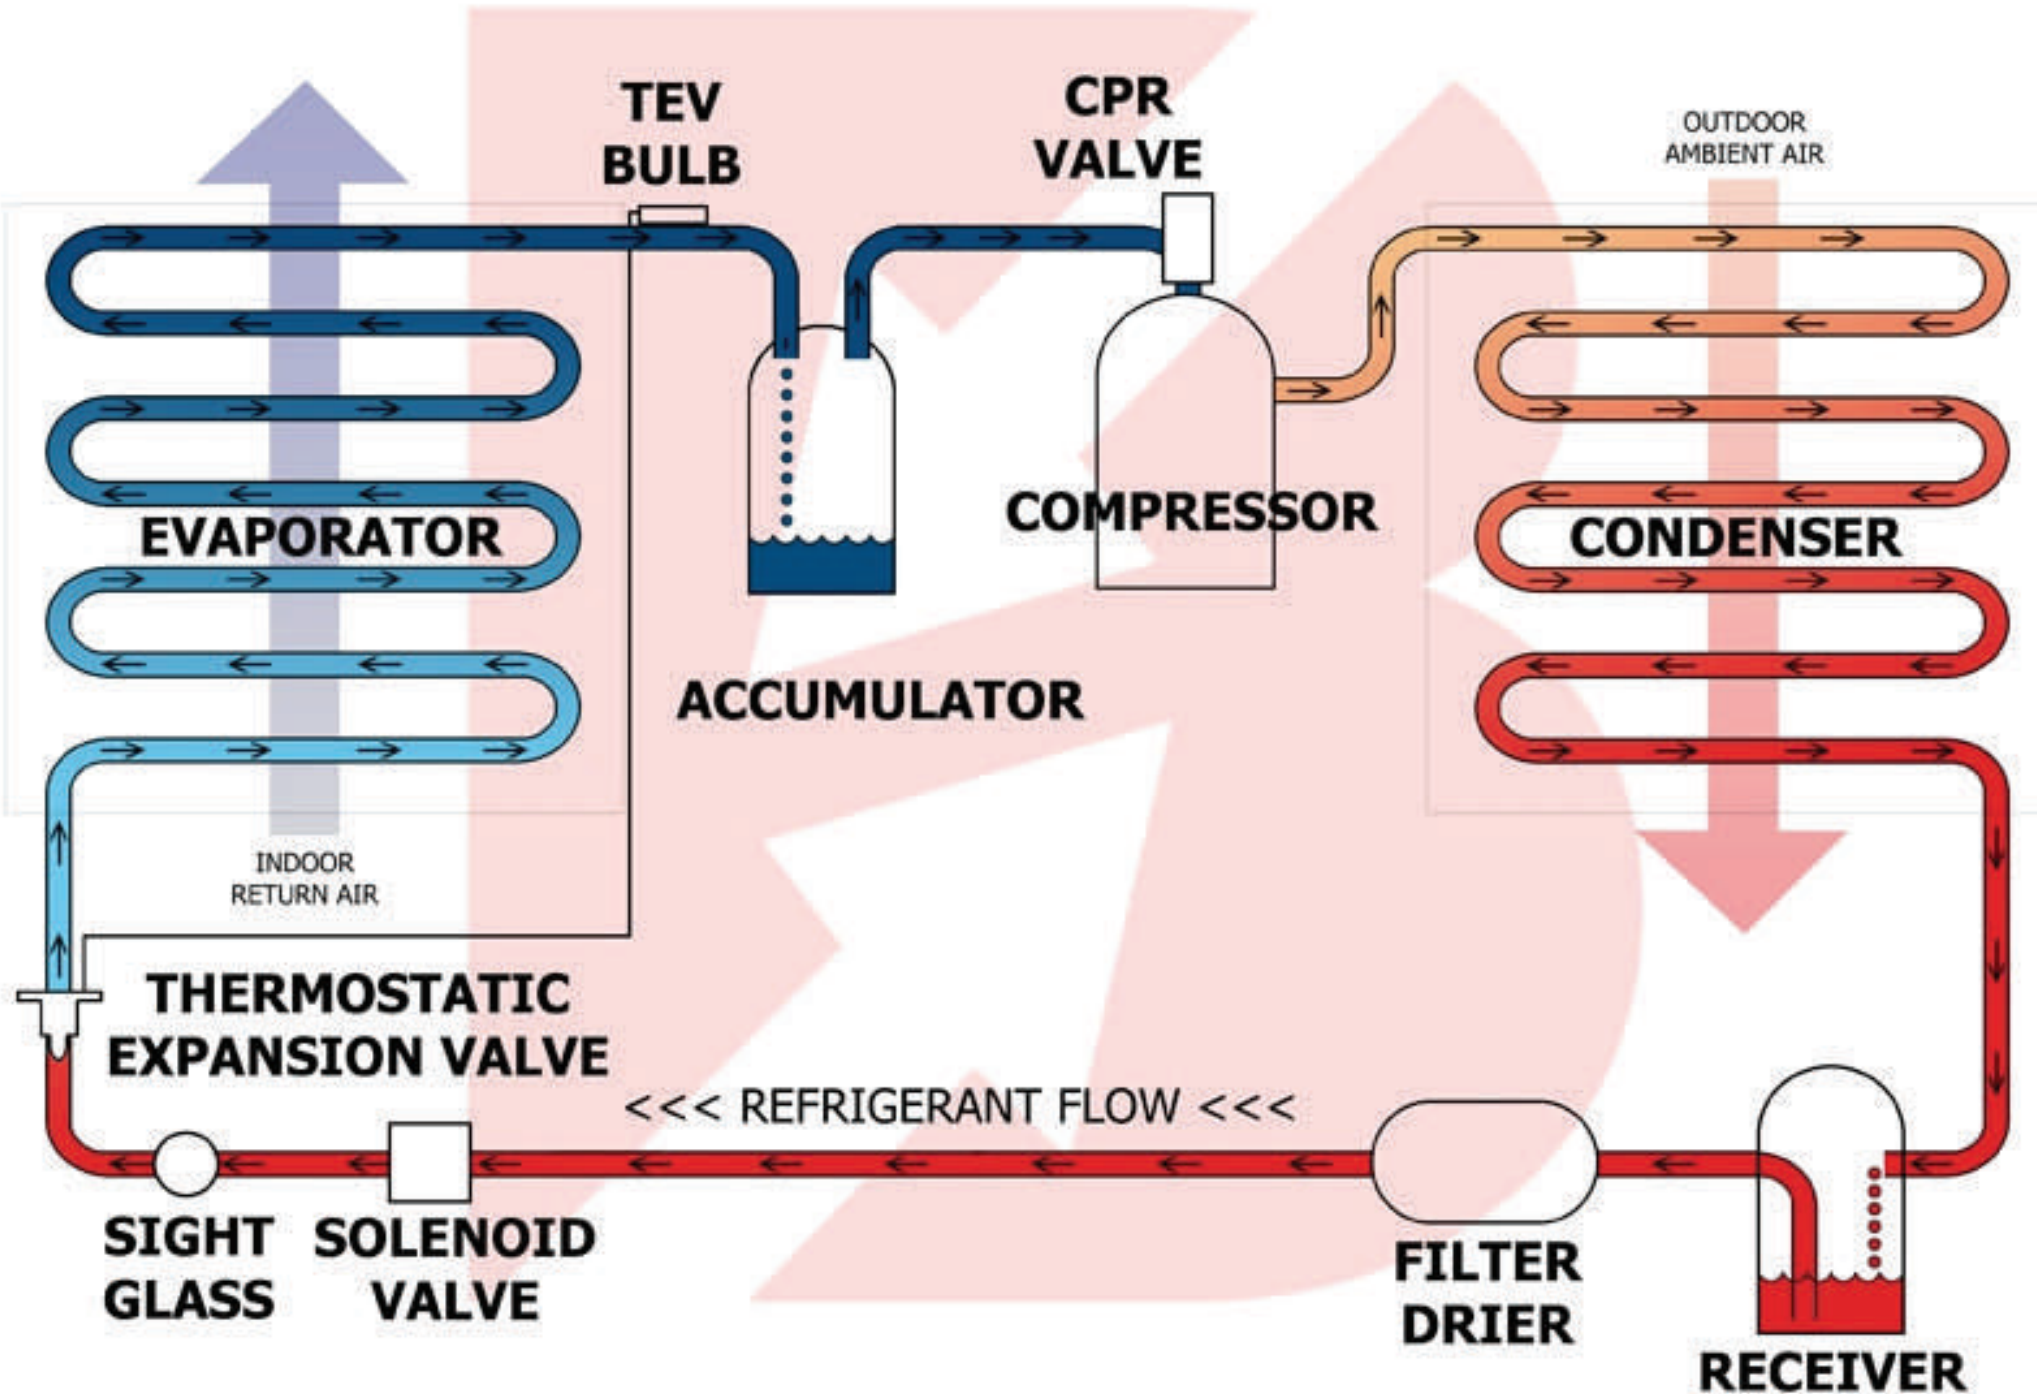 TEV
BULB
CPR
VALVE
OUTDOOR
AMBIENT AIR
EVAPORATOR
COMPRESSOR
CONDENSER
ACCUMULATOR
INDOOR
RETURN AIR
THERMOSTATIC
EXPANSION VALVE
<<< REFRIGERANT FLOW <<<
SIGHT
GLASS
SOLENOID
VALVE
FILTER
DRIER
RECEIVER